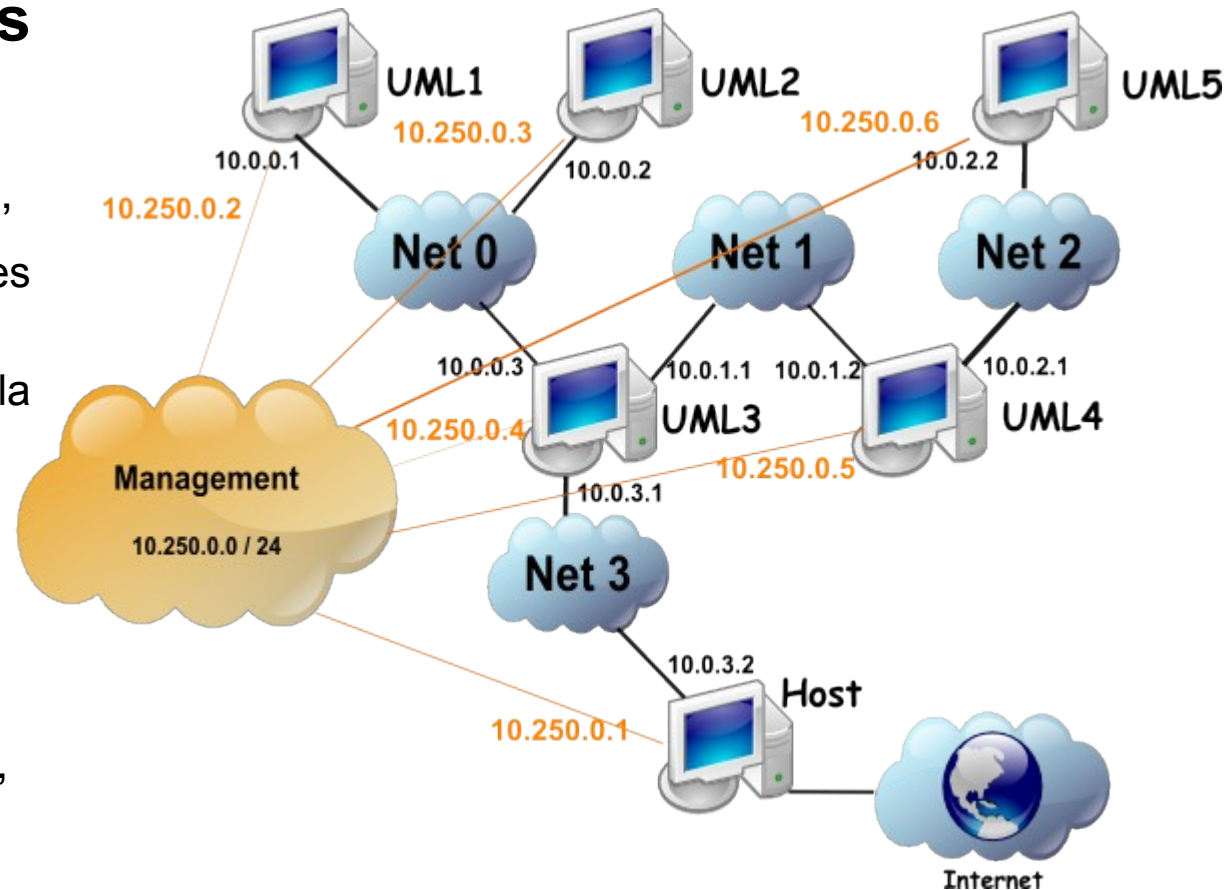 s
UML1
UML2
UML5
10.250.0.3
10.250.0.6
10.0.0.1
10.0.0.2
10.0.2.2
,
10.250.0.2
Net 0
Net 1
Net 2
es
10.0.0.3
10.0.1.1
10.0.1.2
10.0.2.1
la
10.250.0.4
UML3
UML4
10.250.0.5
Management
10.0.3.1
10.250.0.0 / 24
Net 3
10.0.3.2
Host
10.250.0.1
,
Internet